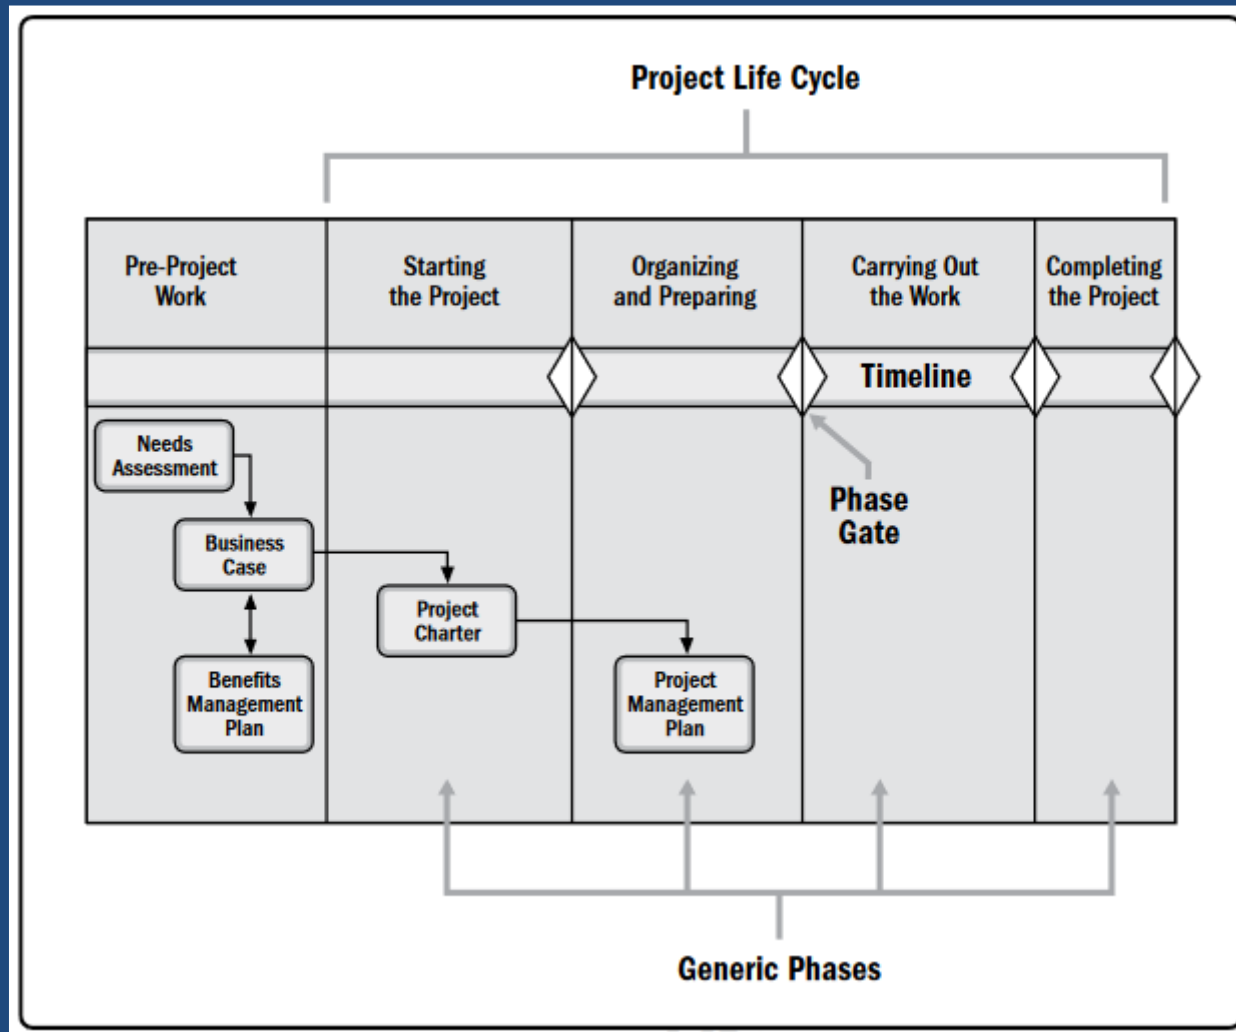 Project Life Cycle
Pre-Project
Work
Starting
the Project
Organizing
and Preparing
Carrying Out
the Work
Completing
the Project
Timeline
Needs
Assessment
Phase
Gate
Business
Case
Project
Charter
Benefits
Management
Plan
Project
Management
Plan
Generic Phases